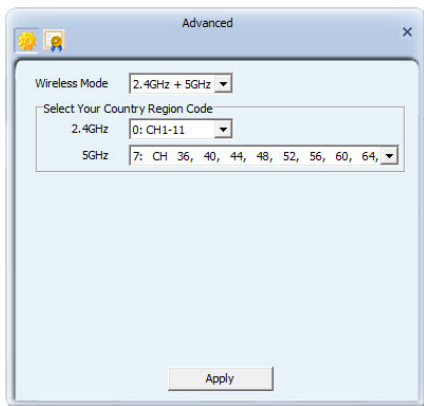 Advanced
Wireless Mode 2.4GHz + 5GHz
Select Your Country Region Code
2.4GHz 0: CH1-11
5GHz 7: CH 36, 40, 44, 48, 52, 56, 60, 64,
Apply